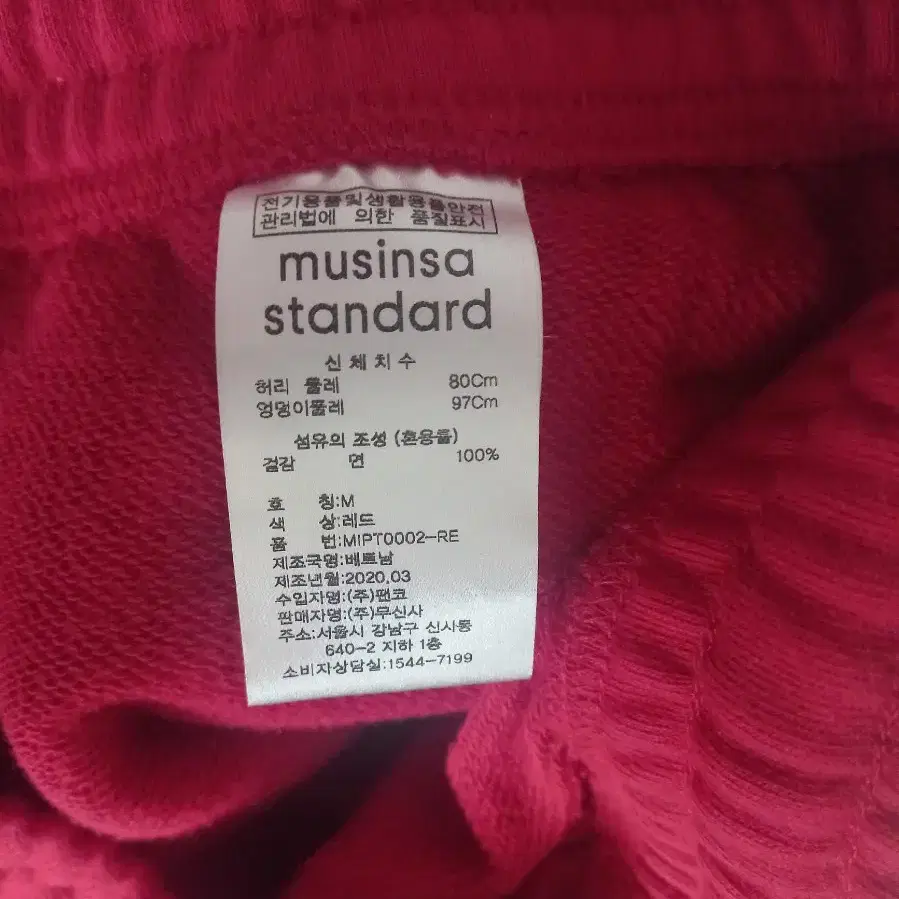 전기용품및생활용품안전
관리법에 의한 품질표시
musinsa
standard
신체치수
허리 둘레 80Cm
엉덩이둘레 97Cm
섬유의 조성 (혼용률)
겉감 면 100%
호 칭:M
색 상:레드
품 번:MIPT0002-RE
제조국명:베트남
제조년월:2020.03
수입자명:(주)팬코
판매자명:(주)무신사
주소:서울시 강남구 신사동
640-2 지하 1층
소비자상담실:1544-7199